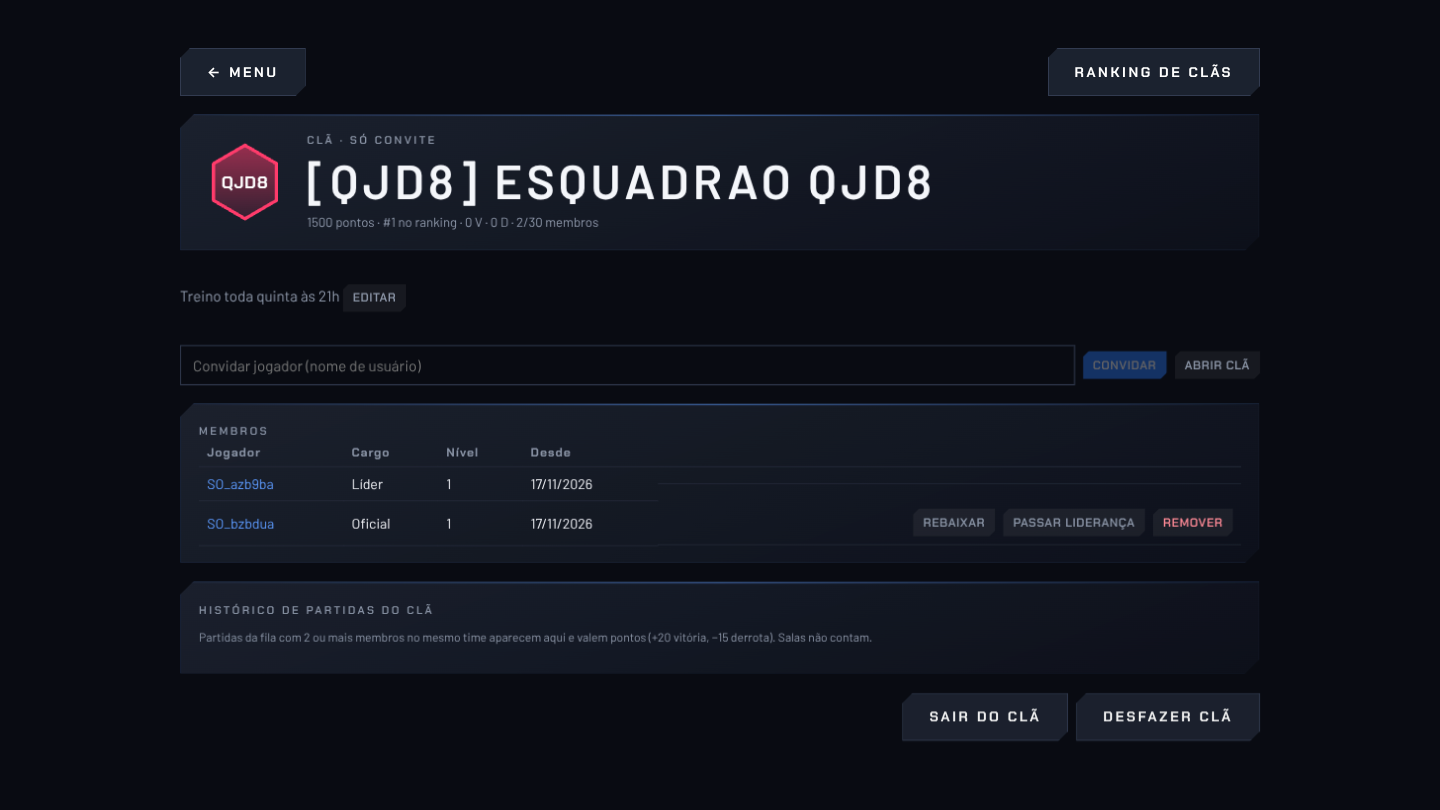 ← MENU
RANKING DE CLÃS
QJD8
CLÃ · SÓ CONVITE
[QJD8] ESQUADRAO QJD8
1500 pontos · #1 no ranking · 0 V · 0 D · 2/30 membros
Treino toda quinta às 21h EDITAR
Convidar jogador (nome de usuário) CONVIDAR ABRIR CLÃ
MEMBROS
Jogador Cargo Nível Desde
SO_azb9ba Líder 1 17/11/2026
SO_bzbdua Oficial 1 17/11/2026 REBAIXAR PASSAR LIDERANÇA REMOVER
HISTÓRICO DE PARTIDAS DO CLÃ
Partidas da fila com 2 ou mais membros no mesmo time aparecem aqui e valem pontos (+20 vitória, −15 derrota). Salas não contam.
SAIR DO CLÃ DESFAZER CLÃ